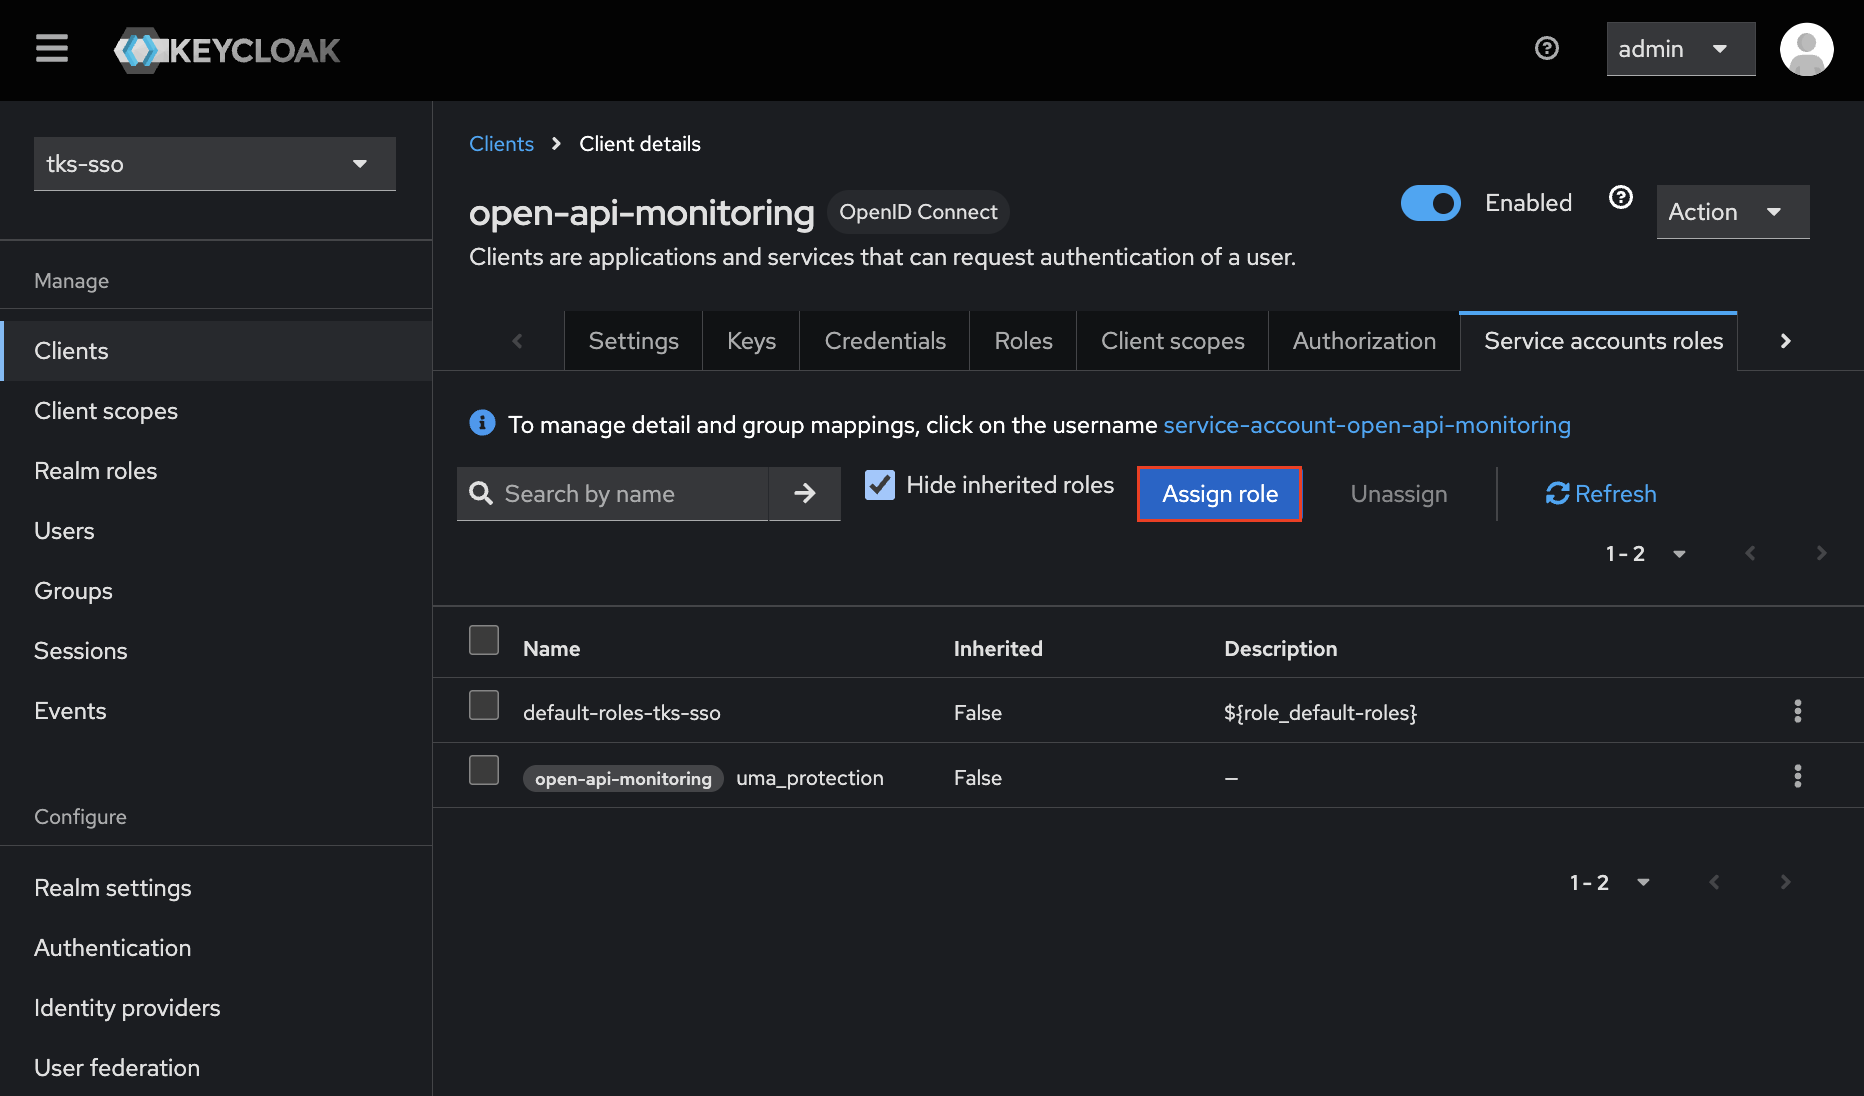 KEYCLOAK
admin
tks-sso
Manage
Clients
Client scopes
Realm roles
Users
Groups
Sessions
Events
Configure
Realm settings
Authentication
Identity providers
User federation
Clients > Client details
open-api-monitoring OpenID Connect
Enabled
Action
Clients are applications and services that can request authentication of a user.
Settings Keys Credentials Roles Client scopes Authorization Service accounts roles
To manage detail and group mappings, click on the username service-account-open-api-monitoring
Search by name
Hide inherited roles
Assign role
Unassign
Refresh
1 - 2
Name Inherited Description
default-roles-tks-sso False ${role_default-roles}
open-api-monitoring uma_protection False –
1 - 2